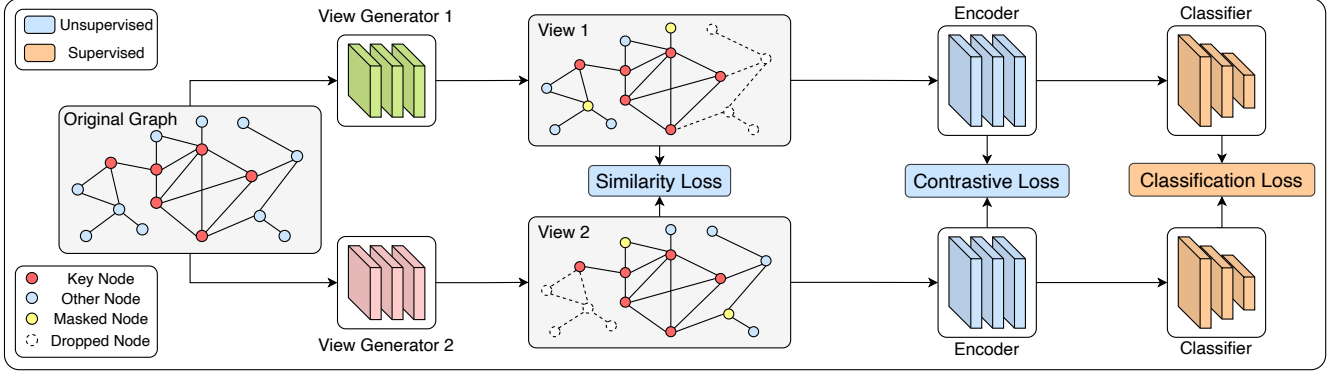 Unsupervised
Supervised
View Generator 1
View 1
Encoder
Classifier
Original Graph
Similarity Loss
Contrastive Loss
Classification Loss
View 2
Key Node
Other Node
Masked Node
Dropped Node
View Generator 2
Encoder
Classifier